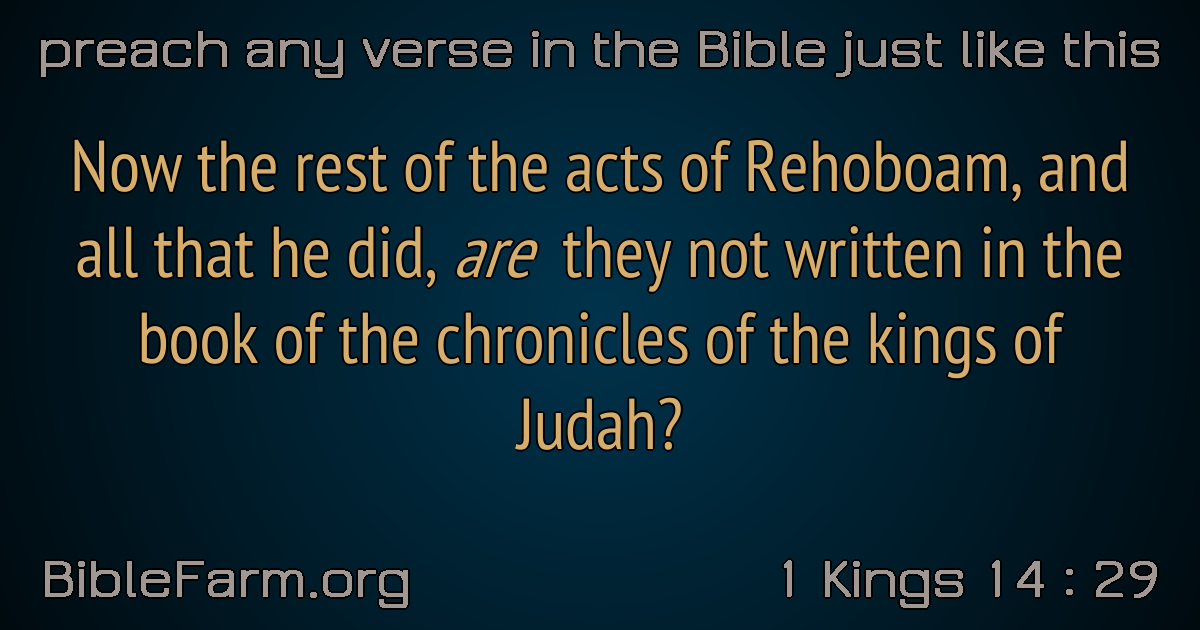 preach any verse in the Bible just like this
Now the rest of the acts of Rehoboam, and
all that he did, are they not written in the
book of the chronicles of the kings of
Judah?
BibleFarm.org
1 Kings 14 : 29